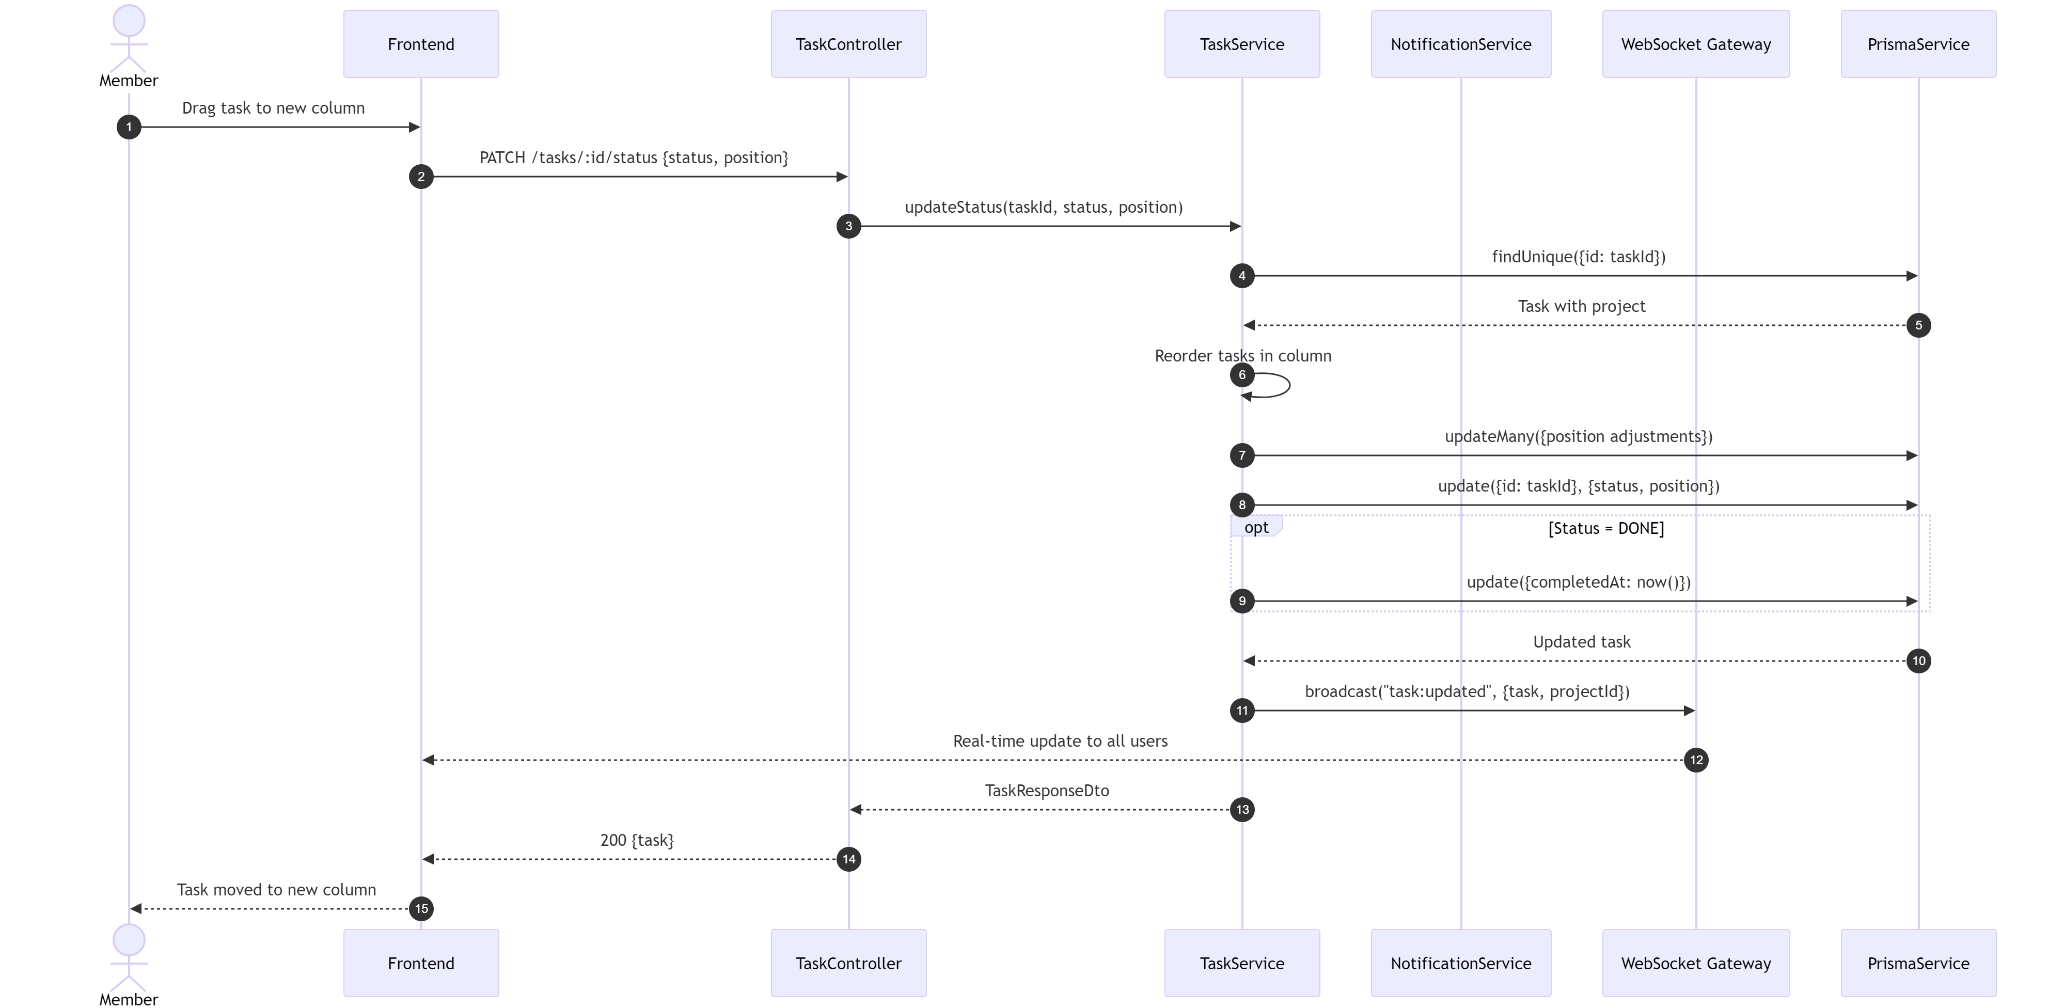 Member
Frontend
TaskController
TaskService
NotificationService
WebSocket Gateway
PrismaService
Drag task to new column
1
PATCH /tasks/:id/status {status, position}
2
updateStatus(taskId, status, position)
3
findUnique({id: taskId})
4
Task with project
5
Reorder tasks in column
6
updateMany({position adjustments})
7
update({id: taskId}, {status, position})
8
opt
[Status = DONE]
update({completedAt: now()})
9
Updated task
10
broadcast("task:updated", {task, projectId})
11
Real-time update to all users
12
TaskResponseDto
13
200 {task}
14
Task moved to new column
15
Member
Frontend
TaskController
TaskService
NotificationService
WebSocket Gateway
PrismaService